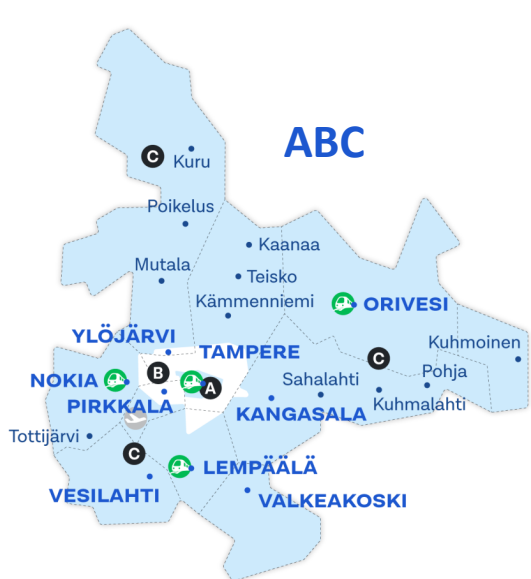 ABC
C
Kuru
Poikelus
Kaanaa
Mutala
Teisko
Kämmenniemi
ORIVESI
YLÖJÄRVI
TAMPERE
Kuhmoinen
B
C
NOKIA
A
Sahalahti
Pohja
PIRKKALA
KANGASALA
Kuhmalahti
Tottijärvi
C
LEMPÄÄLÄ
VESILAHTI
VALKEAKOSKI